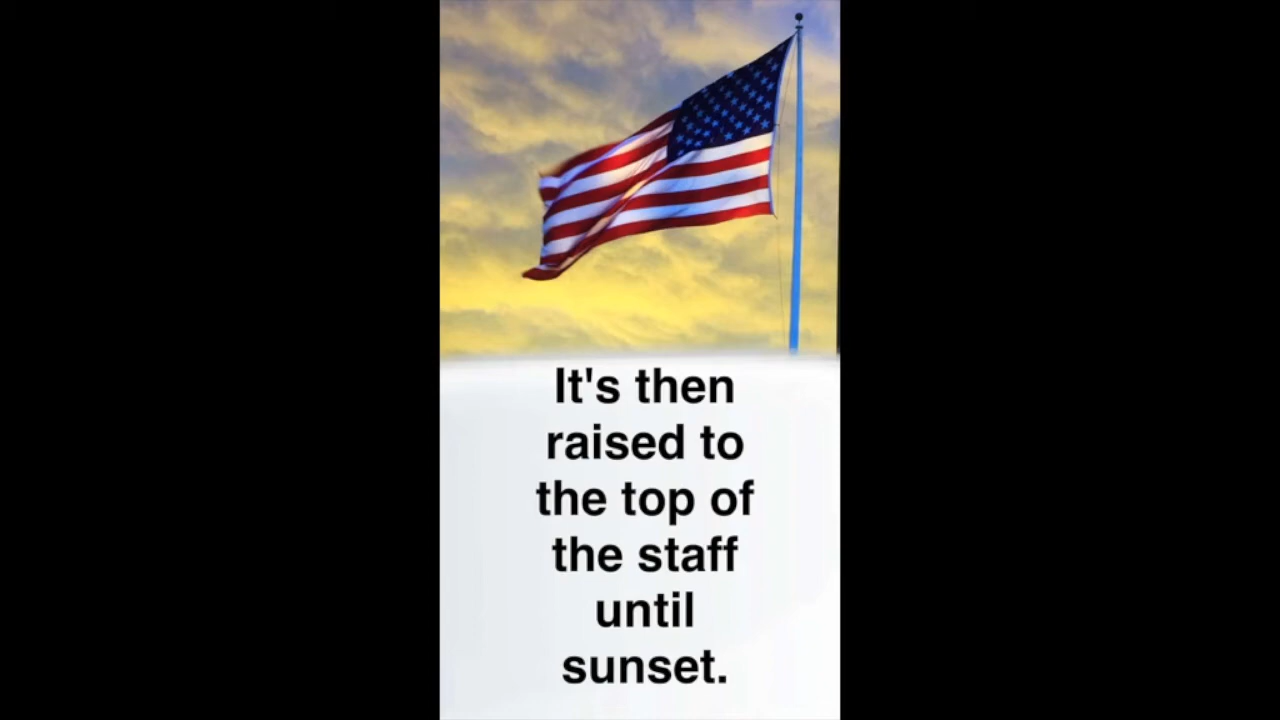 It's then
raised to
the top of
the staff
until
sunset.